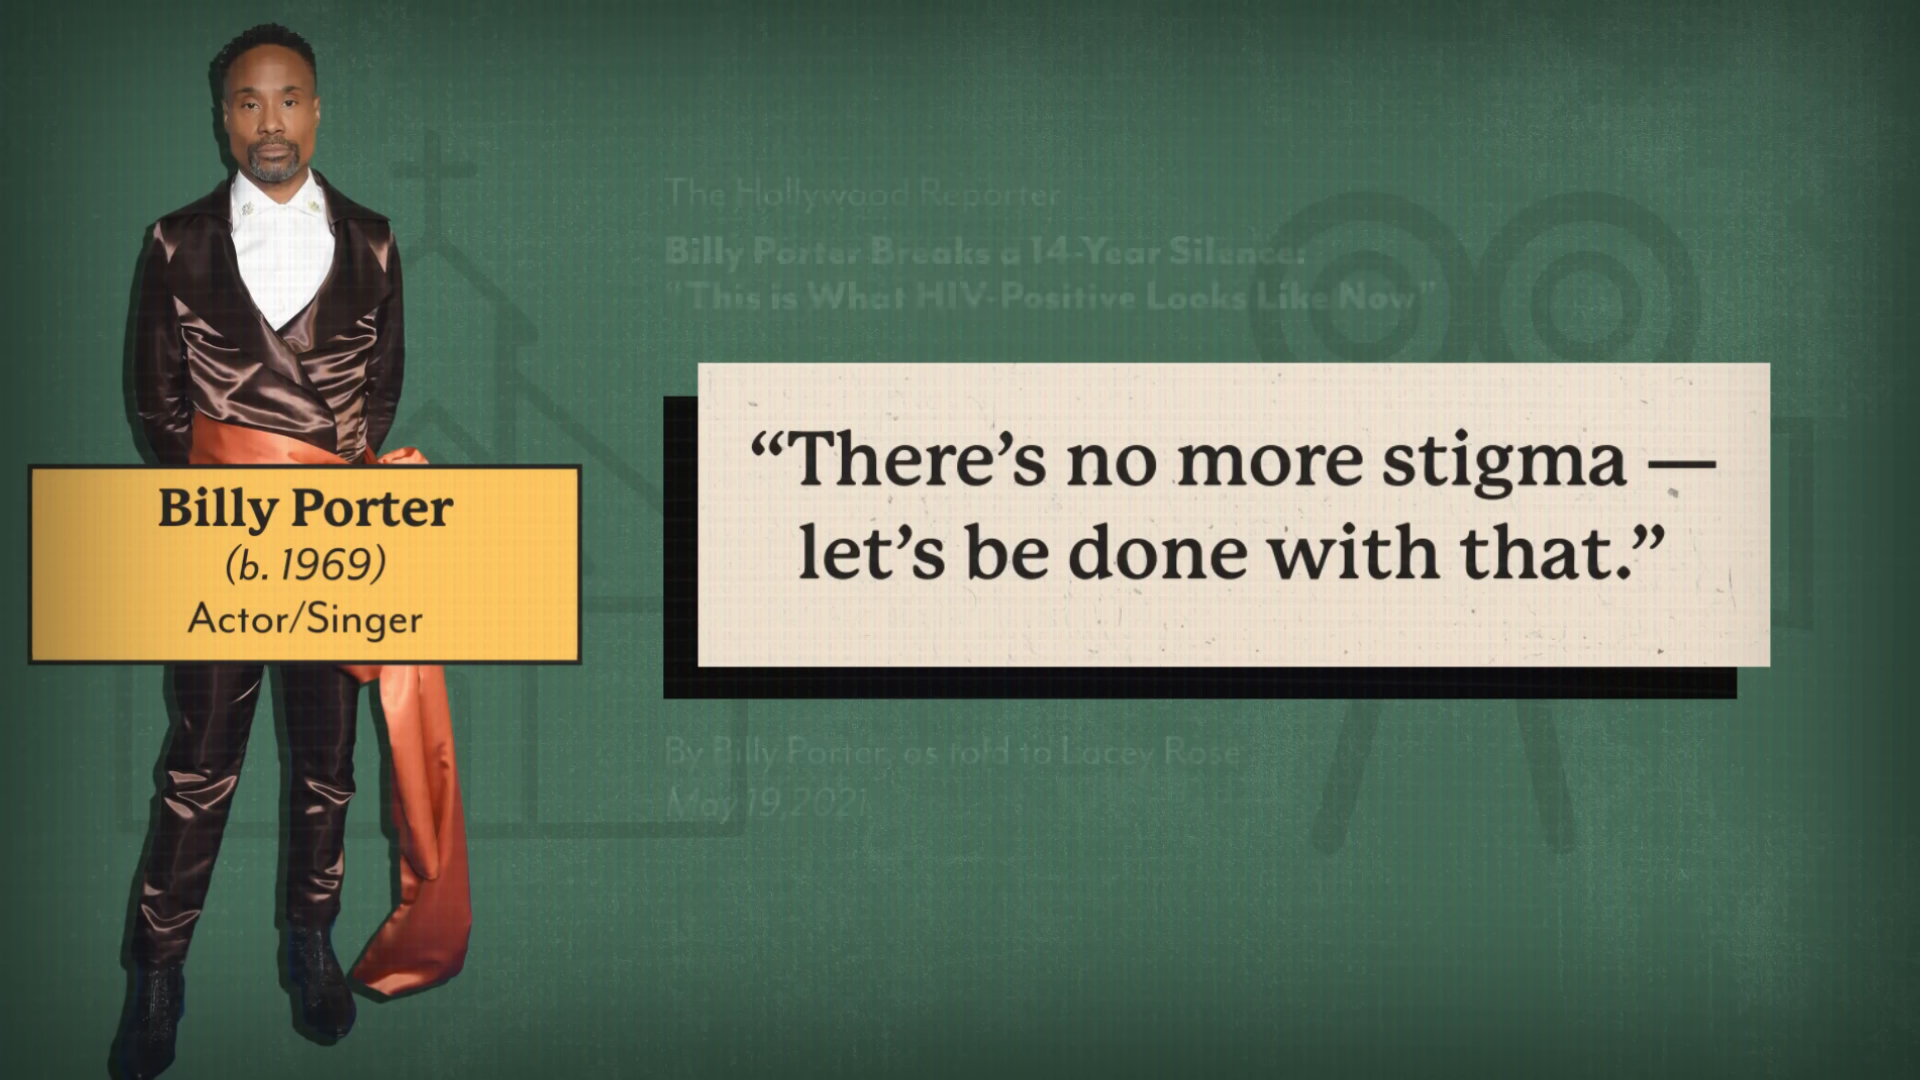 The Hollywood Reporter
Billy Porter Breaks a 14-Year Silence:
"This is What HIV-Positive Looks Like Now"
“There’s no more stigma —
let’s be done with that.”
Billy Porter
(b. 1969)
Actor/Singer
By Billy Porter, as told to Lacey Rose
May 19, 2021